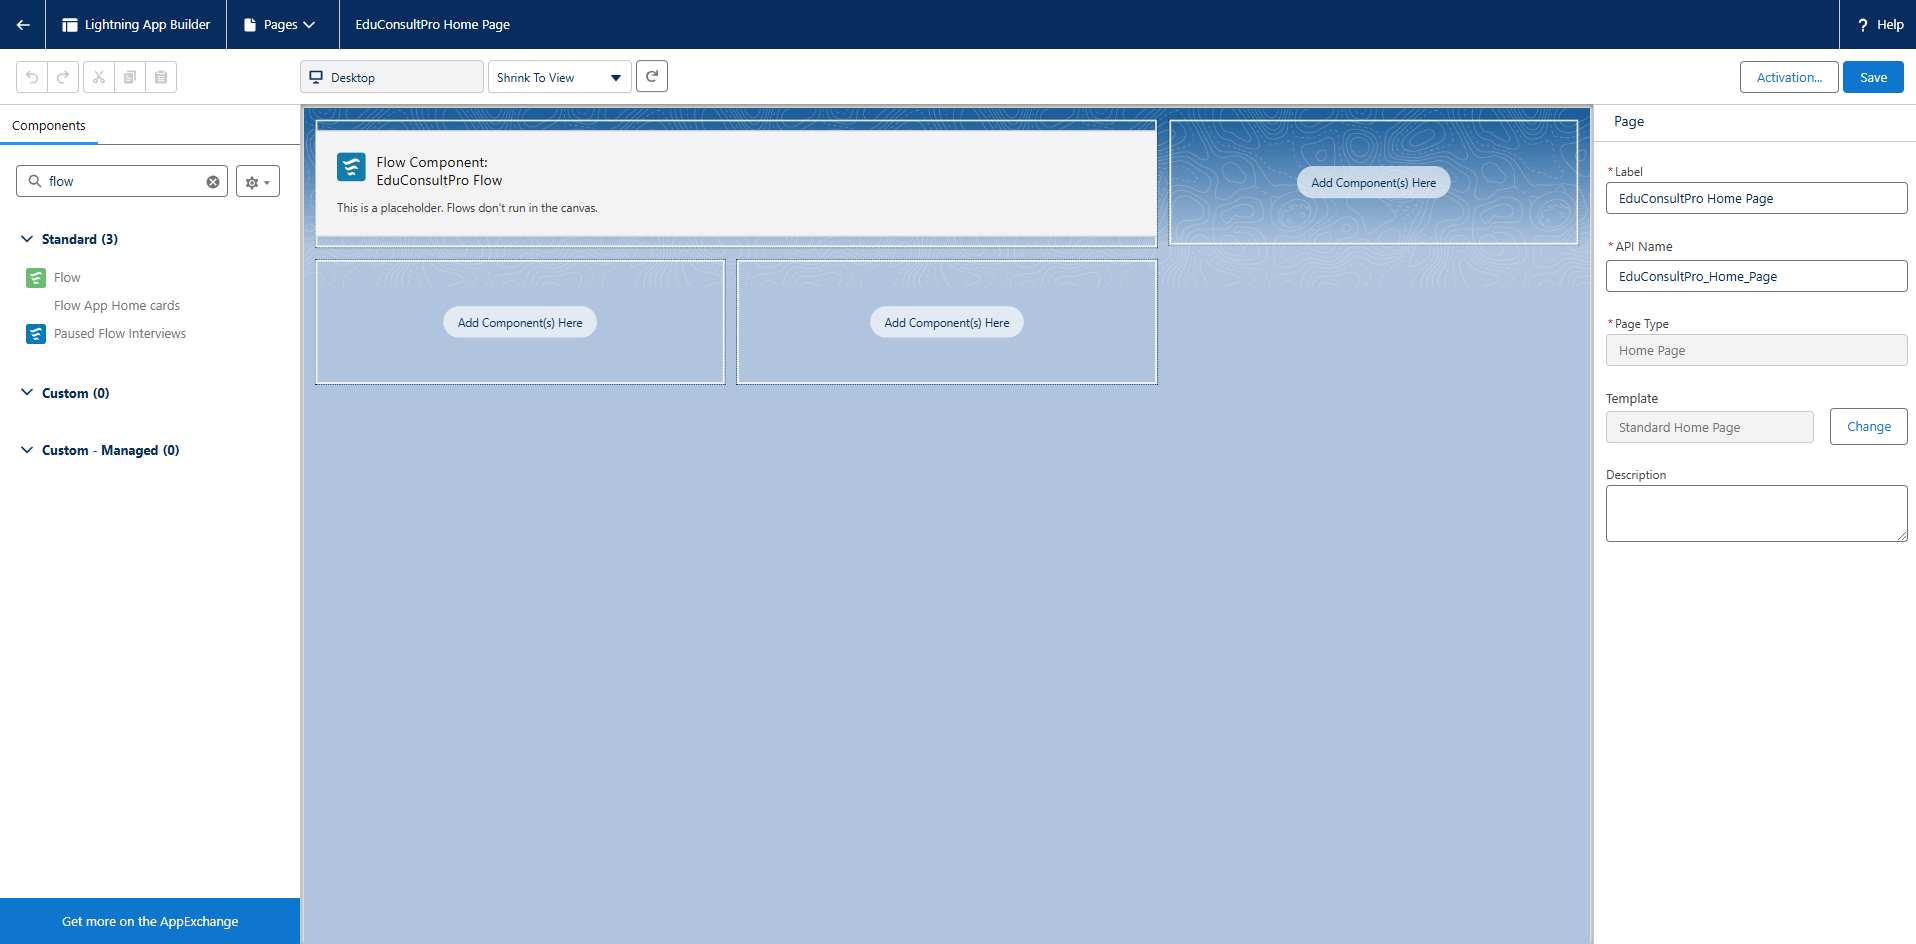 Lightning App Builder
Pages
EduConsultPro Home Page
? Help
Desktop
Shrink To View
Activation...
Save
Components
flow
Standard (3)
Flow
Flow App Home cards
Paused Flow Interviews
Custom (0)
Custom - Managed (0)
Get more on the AppExchange
Flow Component:
EduConsultPro Flow
This is a placeholder. Flows don't run in the canvas.
Add Component(s) Here
Add Component(s) Here
Add Component(s) Here
Page
*Label
EduConsultPro Home Page
*API Name
EduConsultPro_Home_Page
*Page Type
Home Page
Template
Standard Home Page
Change
Description